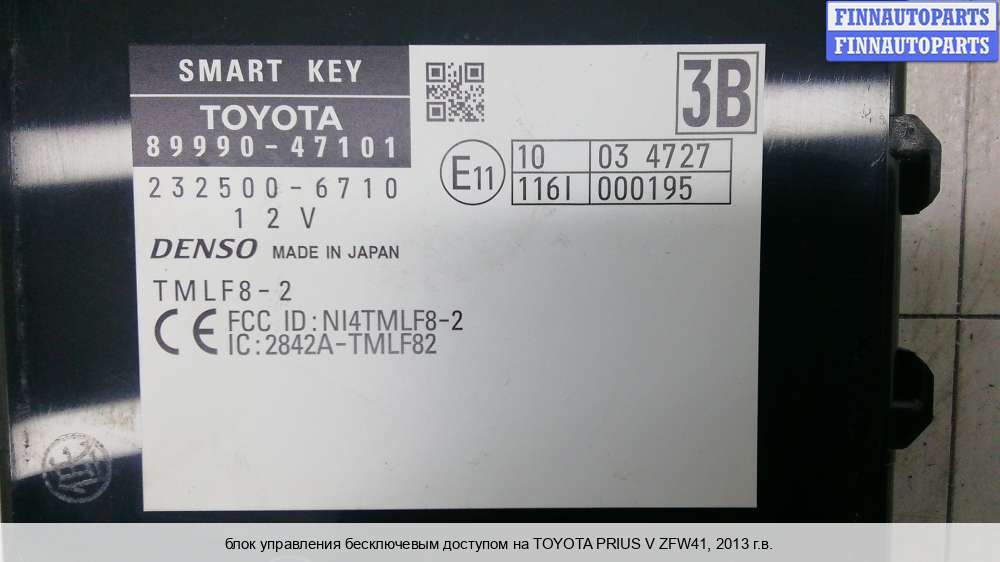 FINNAUTOPARTS
FINNAUTOPARTS
SMART KEY
TOYOTA
89990-47101
232500-6710
12V
DENSO MADE IN JAPAN
TMLF8-2
CE FCC ID:NI4TMLF8-2
IC:2842A-TMLF82
3B
E11
10 03 4727
116I 000195
блок управления бесключевым доступом на TOYOTA PRIUS V ZFW41, 2013 г.в.